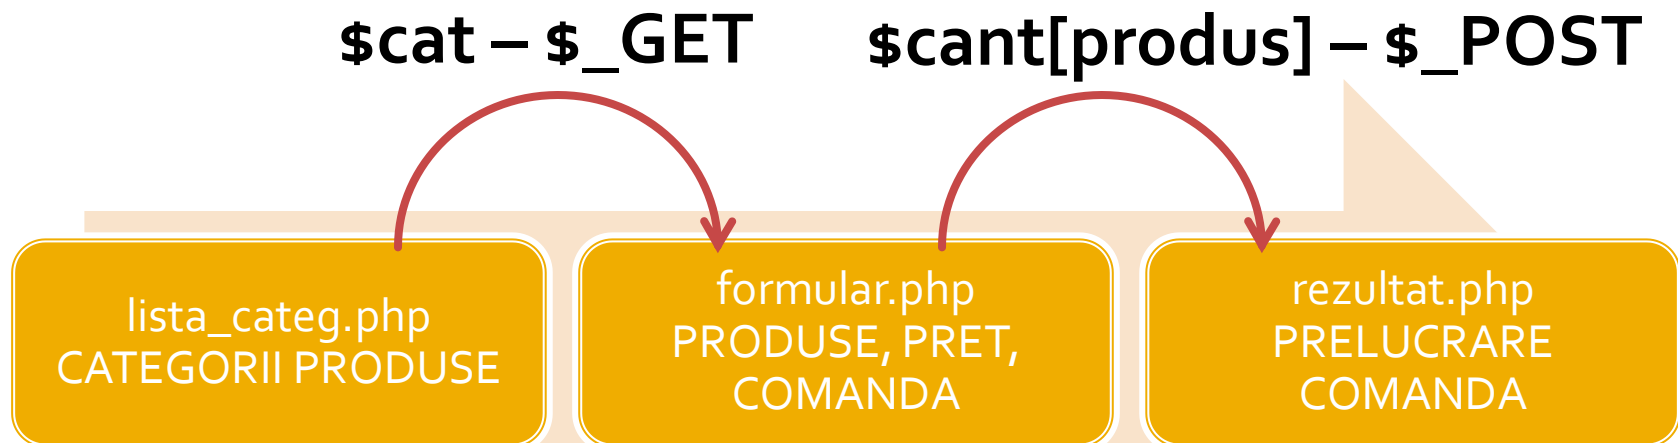 $cat – $_GET
$cant[produs] – $_POST
lista_categ.php
CATEGORII PRODUSE
formular.php
PRODUSE, PRET,
COMANDA
rezultat.php
PRELUCRARE
COMANDA